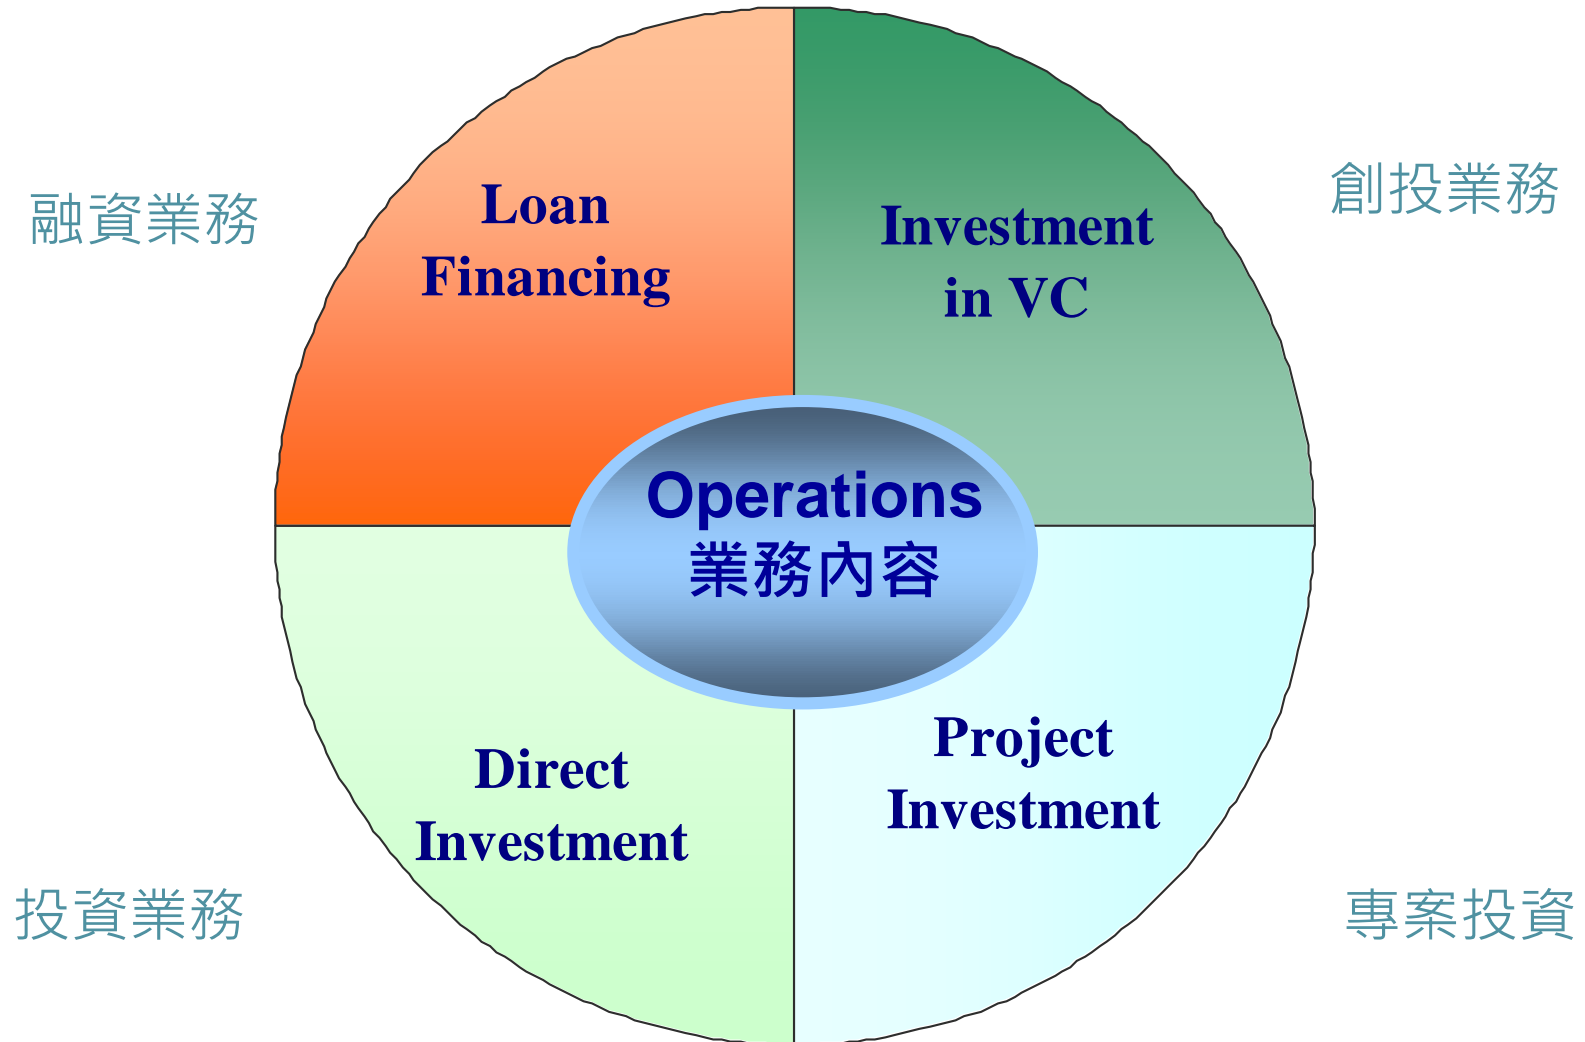 融資業務
Loan
Financing
Investment
in VC
創投業務
Operations
業務內容
投資業務
Direct
Investment
Project
Investment
專案投資